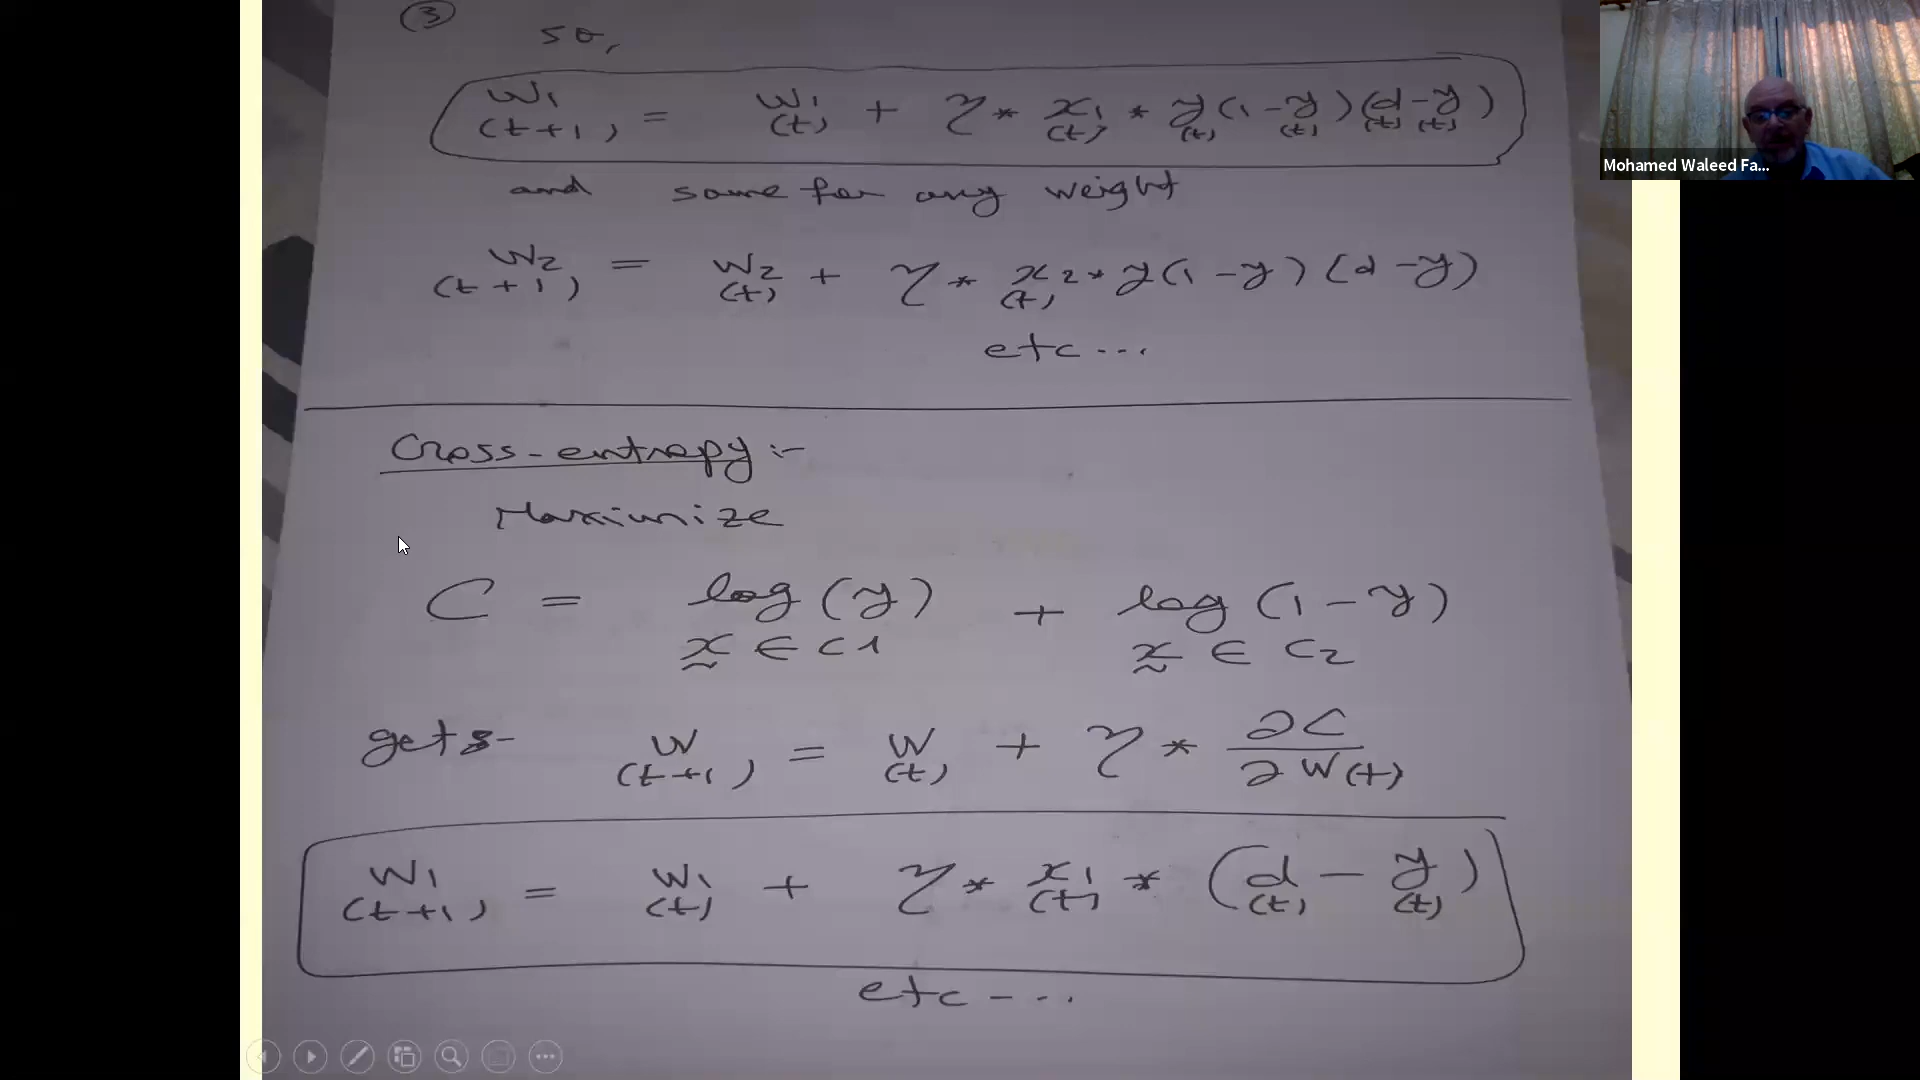 3
so,
W1(t+1) = W1(t) + η * x1(t) * y(t)(1-y(t))(d(t)-y(t))
and same for any weight
W2(t+1) = W2(t) + η * x2(t) * y(1-y)(d-y)
etc...
Cross-entropy :-
Maximize
C = log(y) + log(1-y)
x ∈ C1 x ∈ C2
get :- W(t+1) = W(t) + η * ∂C/∂W(t)
W1(t+1) = W1(t) + η * x1(t) * (d(t) - y(t))
etc - ...
Mohamed Waleed Fa...